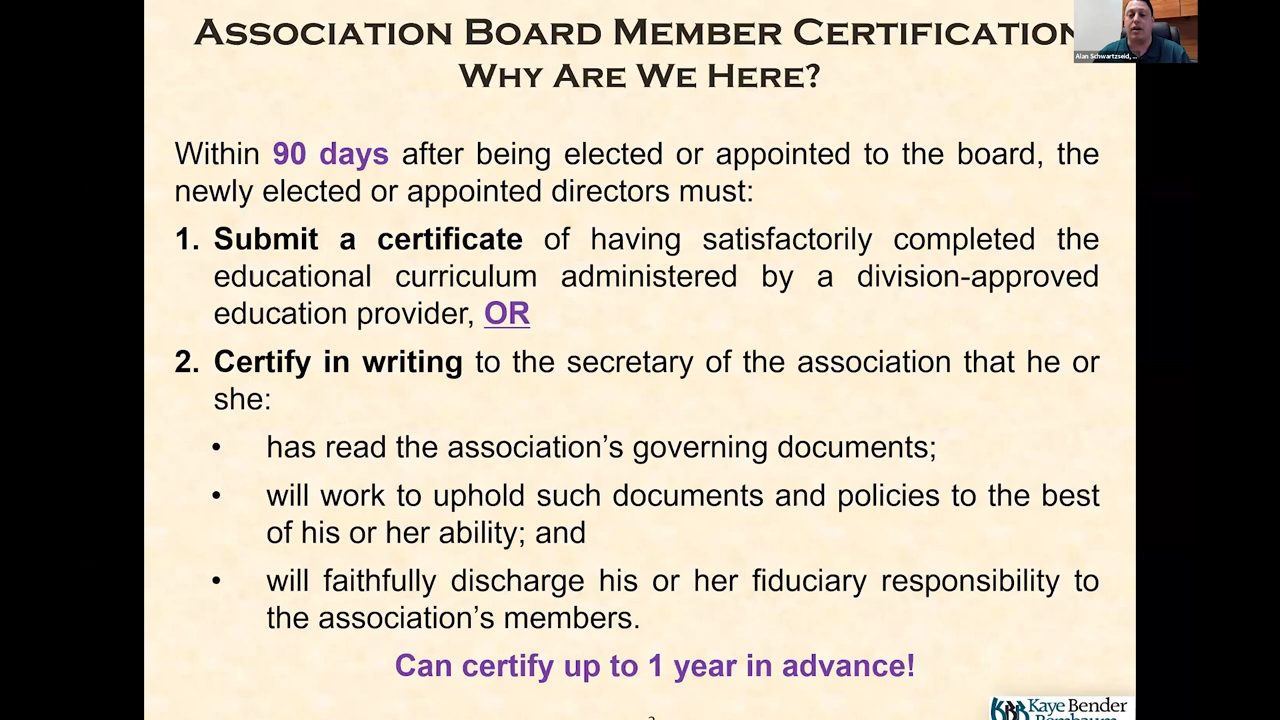 ASSOCIATION BOARD MEMBER CERTIFICATION
WHY ARE WE HERE?
Alan Schwartzseid, ...
Within 90 days after being elected or appointed to the board, the
newly elected or appointed directors must:
1. Submit a certificate of having satisfactorily completed the
educational curriculum administered by a division-approved
education provider, OR
2. Certify in writing to the secretary of the association that he or
she:
• has read the association’s governing documents;
• will work to uphold such documents and policies to the best
of his or her ability; and
• will faithfully discharge his or her fiduciary responsibility to
the association’s members.
Can certify up to 1 year in advance!
KBR Kaye Bender
Rembaum